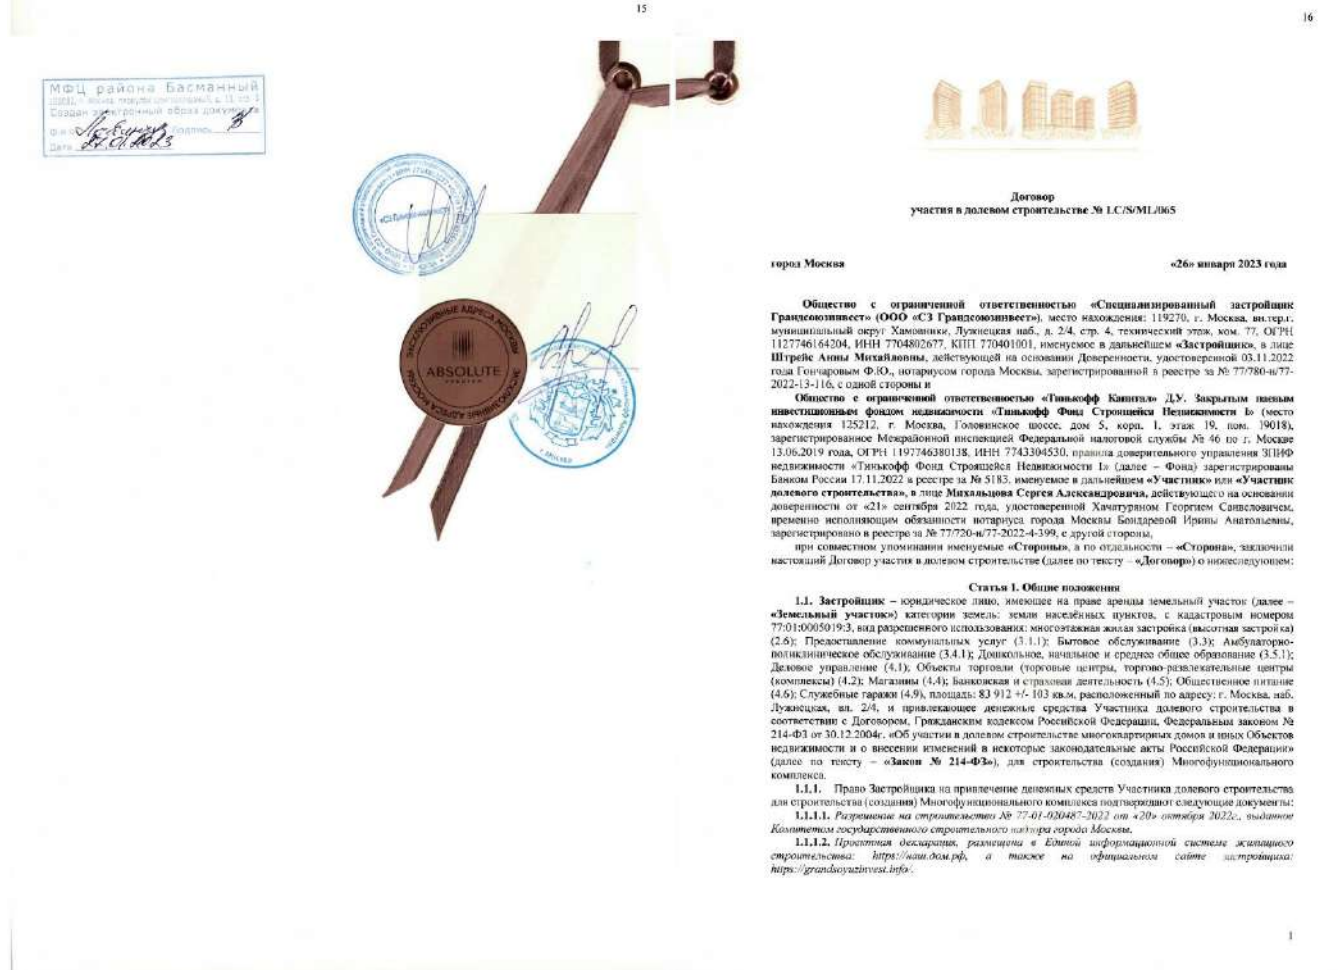 15
МФЦ района Басманный
Создан электронный образ документа
Ф.И.О. Подпись
Дата 27.01.2023
ЭКСКЛЮЗИВНЫЕ АДРЕСА МОСКВЫ
ABSOLUTE
ЭКСКЛЮЗИВНЫЕ АДРЕСА МОСКВЫ
г. Москва
16
Договор
участия в долевом строительстве № LC/S/ML/065
город Москва «26» января 2023 года
Общество с ограниченной ответственностью «Специализированный застройщик
Грандсоюзинвест» (ООО «СЗ Грандсоюзинвест»), место нахождения: 119270, г. Москва, вн.тер.г.
муниципальный округ Хамовники, Лужнецкая наб., д. 2/4, стр. 4, технический этаж, ком. 77, ОГРН
1127746164204, ИНН 7704802677, КПП 770401001, именуемое в дальнейшем «Застройщик», в лице
Штрейс Анны Михайловны, действующей на основании Доверенности, удостоверенной 03.11.2022
года Гончаровым Ф.Ю., нотариусом города Москвы, зарегистрированной в реестре за № 77/780-н/77-
2022-13-116, с одной стороны и
Общество с ограниченной ответственностью «Тинькофф Капитал» Д.У. Закрытым паевым
инвестиционным фондом недвижимости «Тинькофф Фонд Строящейся Недвижимости I» (место
нахождения 125212, г. Москва, Головинское шоссе, дом 5, корп. 1, этаж 19, пом. 19018),
зарегистрированное Межрайонной инспекцией Федеральной налоговой службы № 46 по г. Москве
13.06.2019 года, ОГРН 1197746380138, ИНН 7743304530, правила доверительного управления ЗПИФ
недвижимости «Тинькофф Фонд Строящейся Недвижимости I» (далее – Фонд) зарегистрированы
Банком России 17.11.2022 в реестре за № 5183, именуемое в дальнейшем «Участник» или «Участник
долевого строительства», в лице Михальцова Сергея Александровича, действующего на основании
доверенности от «21» сентября 2022 года, удостоверенной Хачатуряном Георгием Савеловичем,
временно исполняющим обязанности нотариуса города Москвы Бондаревой Ирины Анатольевны,
зарегистрировано в реестре за № 77/720-н/77-2022-4-399, с другой стороны,
при совместном упоминании именуемые «Стороны», а по отдельности – «Сторона», заключили
настоящий Договор участия в долевом строительстве (далее по тексту – «Договор») о нижеследующем:
Статья 1. Общие положения
1.1. Застройщик – юридическое лицо, имеющее на праве аренды земельный участок (далее –
«Земельный участок») категории земель: земли населённых пунктов, с кадастровым номером
77:01:0005019:3, вид разрешенного использования: многоэтажная жилая застройка (высотная застройка)
(2.6); Предоставление коммунальных услуг (3.1.1); Бытовое обслуживание (3.3); Амбулаторно-
поликлиническое обслуживание (3.4.1); Дошкольное, начальное и среднее общее образование (3.5.1);
Деловое управление (4.1); Объекты торговли (торговые центры, торгово-развлекательные центры
(комплексы) (4.2); Магазины (4.4); Банковская и страховая деятельность (4.5); Общественное питание
(4.6); Служебные гаражи (4.9), площадь: 83 912 +/- 103 кв.м, расположенный по адресу: г. Москва, наб.
Лужнецкая, вл. 2/4, и привлекающее денежные средства Участника долевого строительства в
соответствии с Договором, Гражданским кодексом Российской Федерации, Федеральным законом №
214-ФЗ от 30.12.2004г. «Об участии в долевом строительстве многоквартирных домов и иных Объектов
недвижимости и о внесении изменений в некоторые законодательные акты Российской Федерации»
(далее по тексту – «Закон № 214-ФЗ»), для строительства (создания) Многофункционального
комплекса.
1.1.1. Право Застройщика на привлечение денежных средств Участника долевого строительства
для строительства (создания) Многофункционального комплекса подтверждают следующие документы:
1.1.1.1. Разрешение на строительство № 77-01-020487-2022 от «20» октября 2022г., выданное
Комитетом государственного строительного надзора города Москвы.
1.1.1.2. Проектная декларация, размещена в Единой информационной системе жилищного
строительства: https://наш.дом.рф, а также на официальном сайте застройщика:
https://grandsoyuzinvest.info/.
1